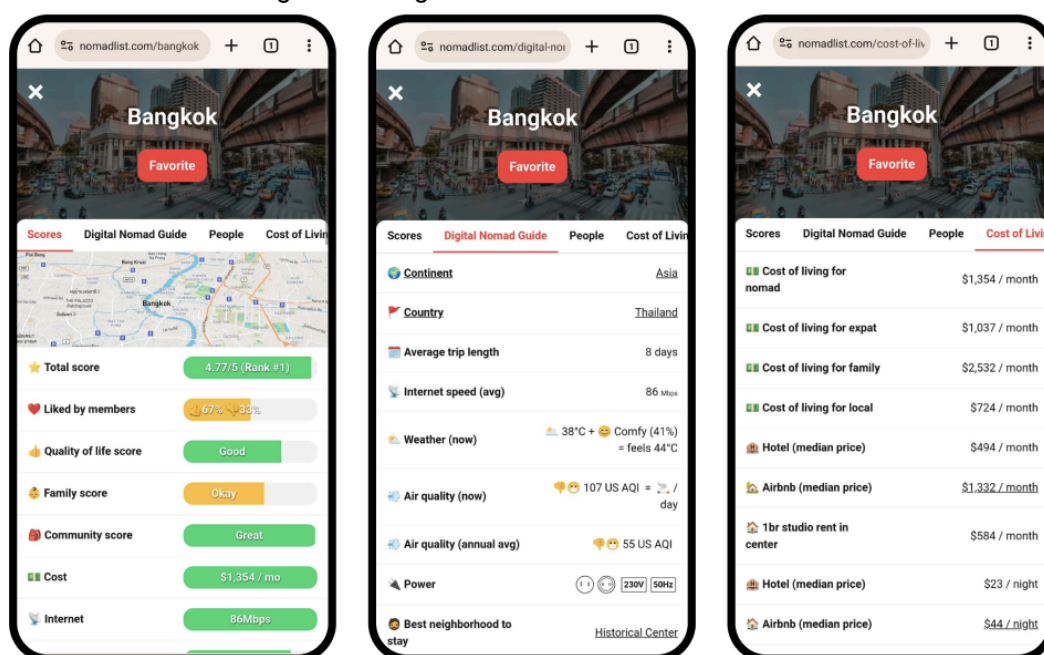 nomadlist.com/bangkok
1
Bangkok
Favorite
Scores Digital Nomad Guide People Cost of Livin
Bangkok
Total score 4.77/5 (Rank #1)
Liked by members 67% 33%
Quality of life score Good
Family score Okay
Community score Great
Cost $1,354 / mo
Internet 86Mbps
nomadlist.com/digital-no
1
Bangkok
Favorite
Scores Digital Nomad Guide People Cost of Livin
Continent Asia
Country Thailand
Average trip length 8 days
Internet speed (avg) 86 Mbps
Weather (now) 38°C + Comfy (41%)
= feels 44°C
Air quality (now) 107 US AQI = /
day
Air quality (annual avg) 55 US AQI
Power 230V 50Hz
Best neighborhood to
stay Historical Center
nomadlist.com/cost-of-liv
1
Bangkok
Favorite
Scores Digital Nomad Guide People Cost of Livi
Cost of living for
nomad $1,354 / month
Cost of living for expat $1,037 / month
Cost of living for family $2,532 / month
Cost of living for local $724 / month
Hotel (median price) $494 / month
Airbnb (median price) $1,332 / month
1br studio rent in
center $584 / month
Hotel (median price) $23 / night
Airbnb (median price) $44 / night